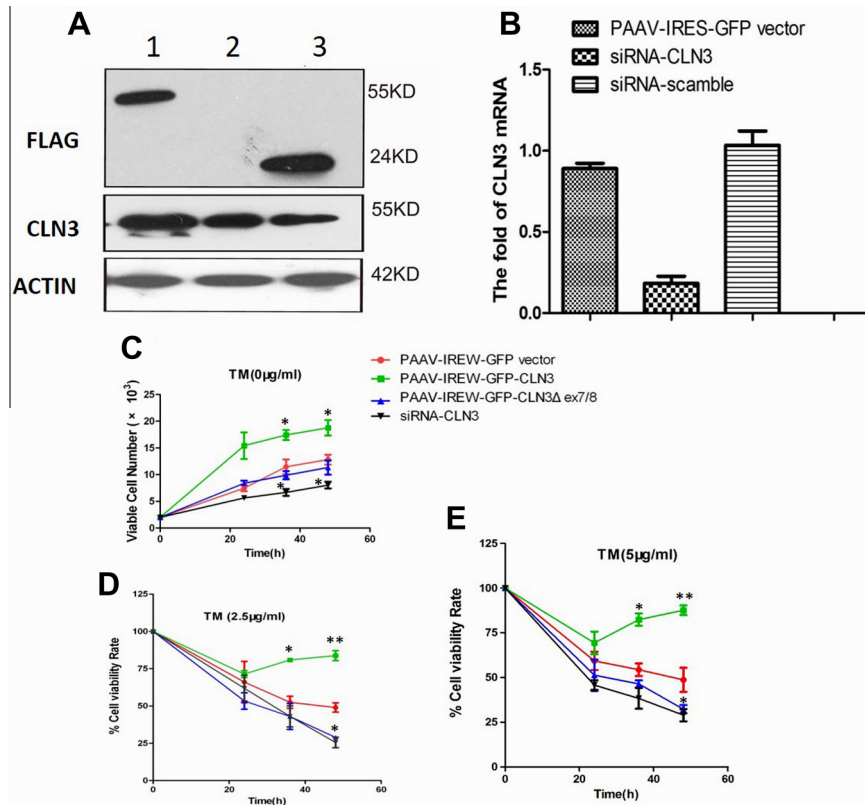 A
1 2 3
FLAG
55KD
24KD
CLN3
55KD
ACTIN
42KD
B
PAAV-IRES-GFP vector
siRNA-CLN3
siRNA-scamble
The fold of CLN3 mRNA
1.5
1.0
0.5
0.0
C
TM(0μg/ml)
PAAV-IREW-GFP vector
PAAV-IREW-GFP-CLN3
PAAV-IREW-GFP-CLN3Δ ex7/8
siRNA-CLN3
Viable Cell Number ( × 10³)
25
20
15
10
5
0
* *
* *
0 20 40 60
Time(h)
D
TM (2.5μg/ml)
% Cell viability Rate
125
100
75
50
25
0
* **
*
0 20 40 60
Time(h)
E
TM(5μg/ml)
% Cell viability Rate
125
100
75
50
25
0
* **
*
0 20 40 60
Time(h)